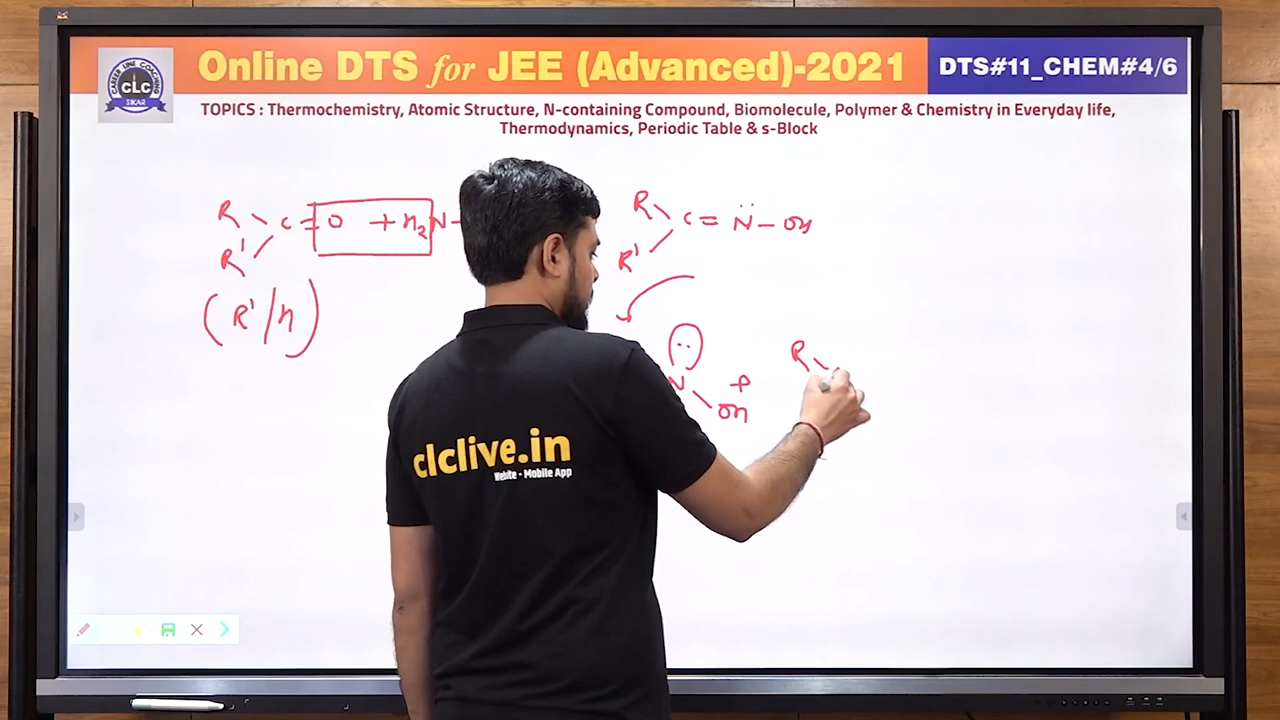 Online DTS for JEE (Advanced)-2021
DTS#11_CHEM#4/6
CAREER LINE COACHING
CLC
SIKAR
TOPICS : Thermochemistry, Atomic Structure, N-containing Compound, Biomolecule, Polymer & Chemistry in Everyday life,
Thermodynamics, Periodic Table & s-Block
R
C = O + H2 N -
R'
(R'/H)
R
C = N̈ - OH
R'
N
OH
+
R
clclive.in
Website - Mobile App